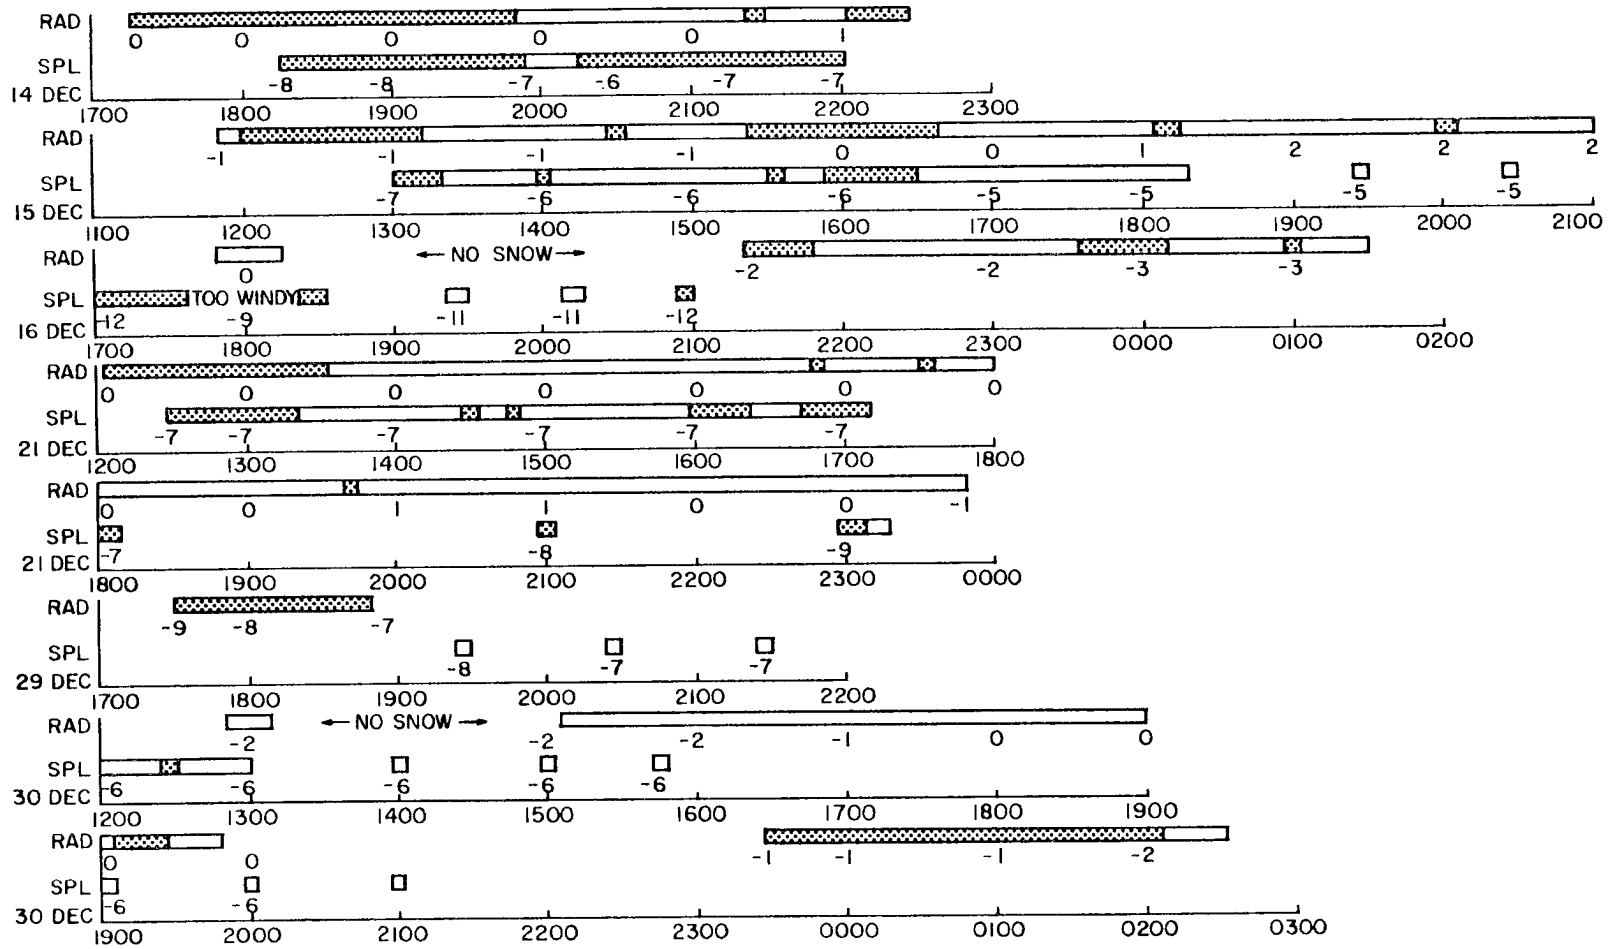 RAD
0 0 0 0 0 1
SPL
-8 -8 -7 -6 -7 -7
14 DEC
1700 1800 1900 2000 2100 2200 2300
RAD
-1 -1 -1 -1 0 0 1 2 2 2
SPL
-7 -6 -6 -6 -5 -5 -5 -5
15 DEC
1100 1200 1300 1400 1500 1600 1700 1800 1900 2000 2100
RAD ← NO SNOW →
0 -2 -2 -3 -3
SPL TOO WINDY
-12 -9 -11 -11 -12
16 DEC
1700 1800 1900 2000 2100 2200 2300 0000 0100 0200
RAD
0 0 0 0 0 0 0
SPL
-7 -7 -7 -7 -7 -7
21 DEC
1200 1300 1400 1500 1600 1700 1800
RAD
0 0 1 1 0 0 -1
SPL
-7 -8 -9
21 DEC
1800 1900 2000 2100 2200 2300 0000
RAD
-9 -8 -7
SPL
-8 -7 -7
29 DEC
1700 1800 1900 2000 2100 2200
RAD ← NO SNOW →
-2 -2 -2 -1 0 0
SPL
-6 -6 -6 -6 -6
30 DEC
1200 1300 1400 1500 1600 1700 1800 1900
RAD
0 0 -1 -1 -1 -2
SPL
-6 -6
30 DEC
1900 2000 2100 2200 2300 0000 0100 0200 0300